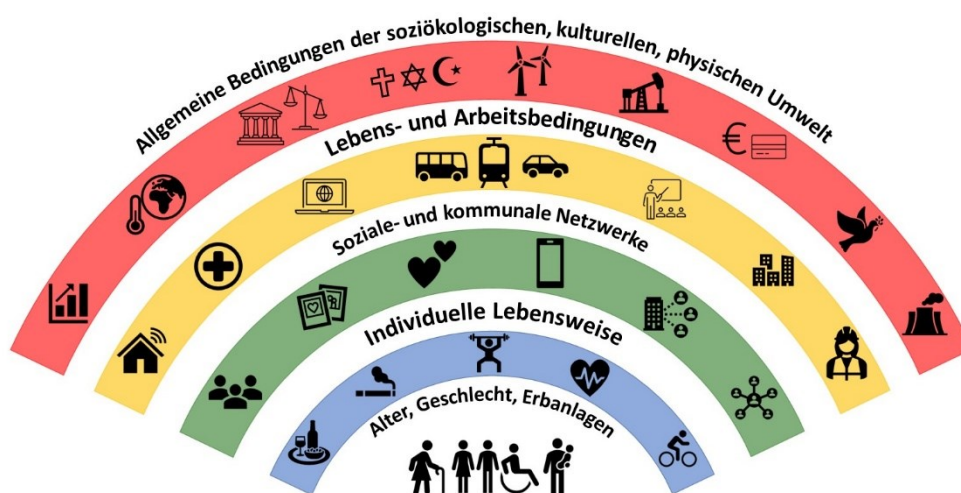 Allgemeine Bedingungen der soziökologischen, kulturellen, physischen Umwelt
Lebens- und Arbeitsbedingungen
Soziale- und kommunale Netzwerke
Individuelle Lebensweise
Alter, Geschlecht, Erbanlagen